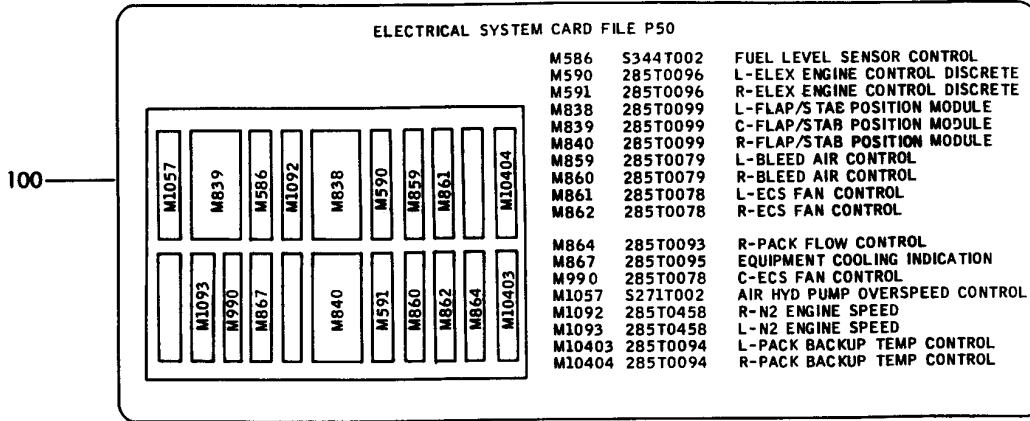 ELECTRICAL SYSTEM CARD FILE P50
M586 S344T002 FUEL LEVEL SENSOR CONTROL
M590 285T0096 L-ELEX ENGINE CONTROL DISCRETE
M591 285T0096 R-ELEX ENGINE CONTROL DISCRETE
M838 285T0099 L-FLAP/STAB POSITION MODULE
M839 285T0099 C-FLAP/STAB POSITION MODULE
M840 285T0099 R-FLAP/STAB POSITION MODULE
M859 285T0079 L-BLEED AIR CONTROL
M860 285T0079 R-BLEED AIR CONTROL
M861 285T0078 L-ECS FAN CONTROL
M862 285T0078 R-ECS FAN CONTROL
M864 285T0093 R-PACK FLOW CONTROL
M867 285T0095 EQUIPMENT COOLING INDICATION
M990 285T0078 C-ECS FAN CONTROL
M1057 S271T002 AIR HYD PUMP OVERSPEED CONTROL
M1092 285T0458 R-N2 ENGINE SPEED
M1093 285T0458 L-N2 ENGINE SPEED
M10403 285T0094 L-PACK BACKUP TEMP CONTROL
M10404 285T0094 R-PACK BACKUP TEMP CONTROL
100
M1057
M839
M586
M1092
M838
M590
M859
M861
M10404
M1093
M990
M867
M840
M591
M860
M862
M864
M10403